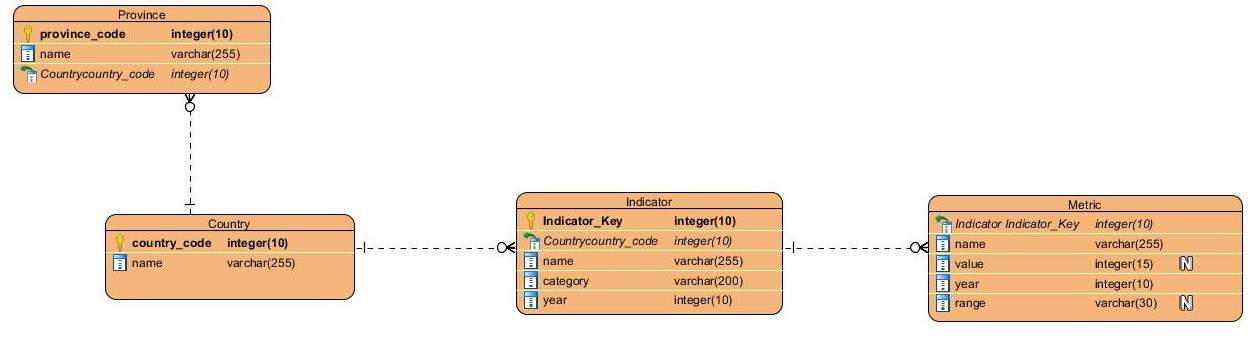 Province
province_code integer(10)
name varchar(255)
Countrycountry_code integer(10)
Country
country_code integer(10)
name varchar(255)
Indicator
Indicator_Key integer(10)
Countrycountry_code integer(10)
name varchar(255)
category varchar(200)
year integer(10)
Metric
Indicator Indicator_Key integer(10)
name varchar(255)
value integer(15) N
year integer(10)
range varchar(30) N